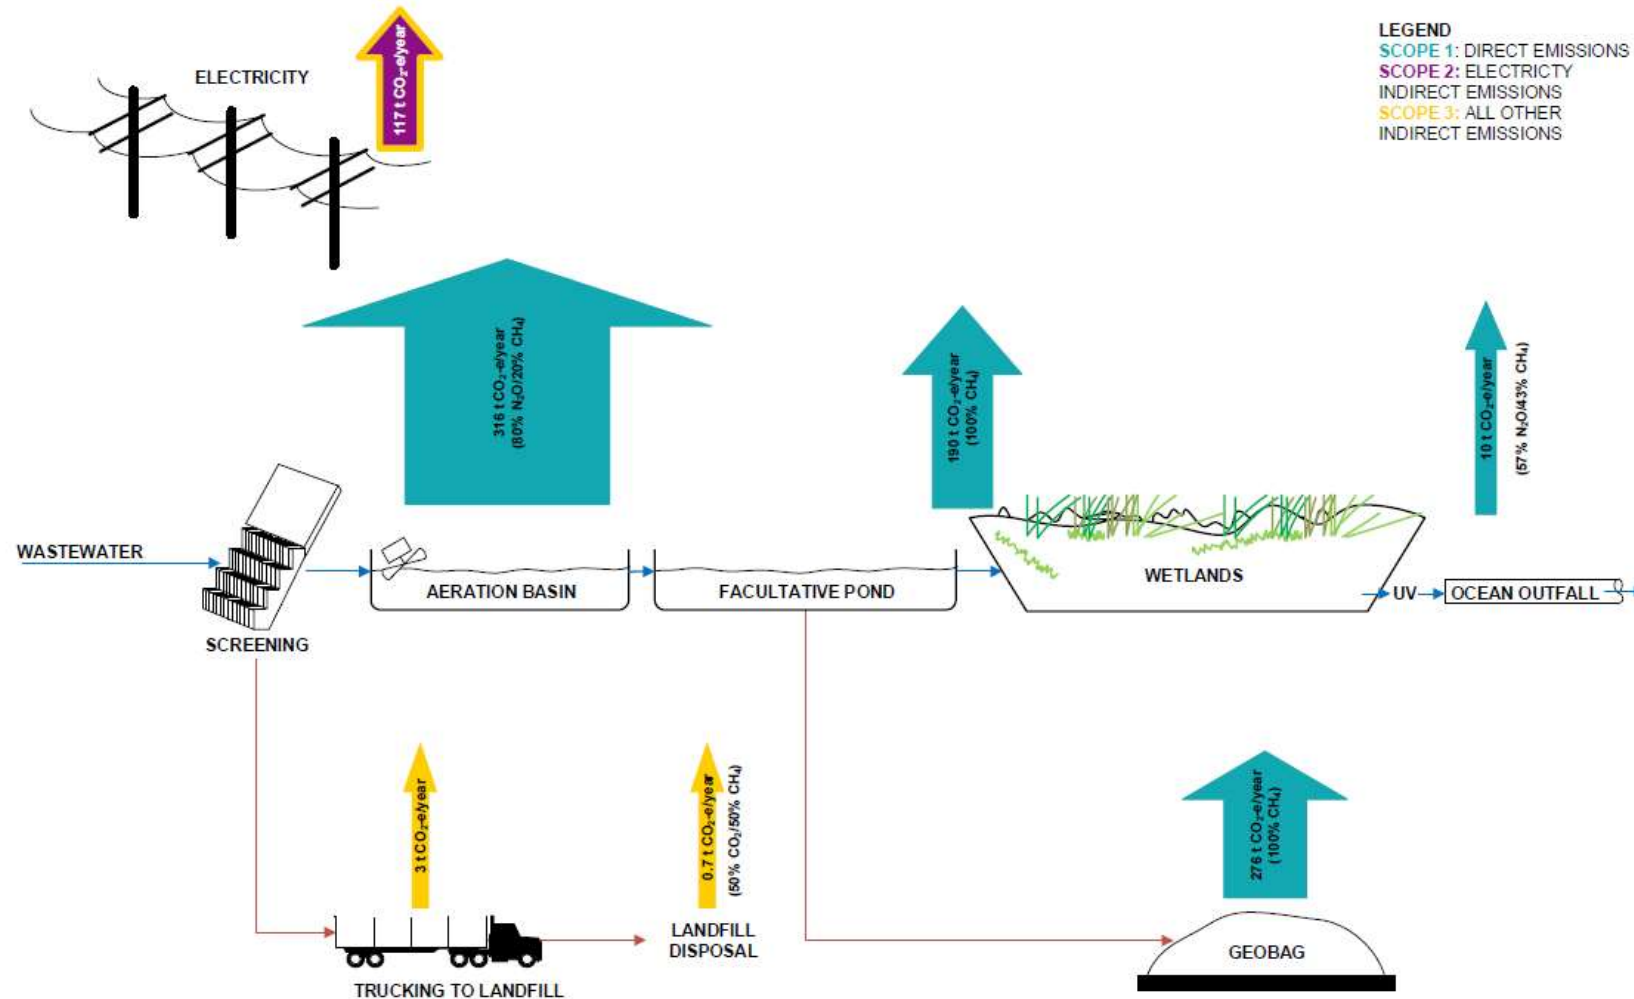 LEGEND
SCOPE 1: DIRECT EMISSIONS
SCOPE 2: ELECTRICTY
INDIRECT EMISSIONS
SCOPE 3: ALL OTHER
INDIRECT EMISSIONS
ELECTRICITY
117 t CO₂-e/year
316 t CO₂-e/year
(80% N₂O/20% CH₄)
190 t CO₂-e/year
(100% CH₄)
10 t CO₂-e/year
(57% N₂O/43% CH₄)
WASTEWATER
SCREENING
AERATION BASIN
FACULTATIVE POND
WETLANDS
UV
OCEAN OUTFALL
3 t CO₂-e/year
0.7 t CO₂-e/year
(50% CO₂/50% CH₄)
276 t CO₂-e/year
(100% CH₄)
TRUCKING TO LANDFILL
LANDFILL
DISPOSAL
GEOBAG